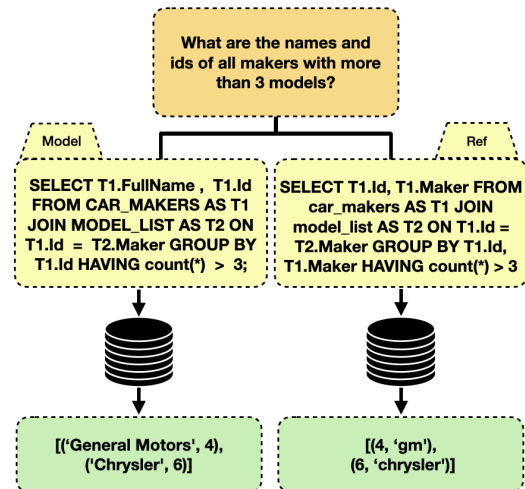 What are the names and
ids of all makers with more
than 3 models?
Model
SELECT T1.FullName , T1.Id
FROM CAR_MAKERS AS T1
JOIN MODEL_LIST AS T2 ON
T1.Id = T2.Maker GROUP BY
T1.Id HAVING count(*) > 3;
Ref
SELECT T1.Id, T1.Maker FROM
car_makers AS T1 JOIN
model_list AS T2 ON T1.Id =
T2.Maker GROUP BY T1.Id,
T1.Maker HAVING count(*) > 3
[(‘General Motors', 4),
('Chrysler', 6)]
[(4, ‘gm’),
(6, ‘chrysler’)]